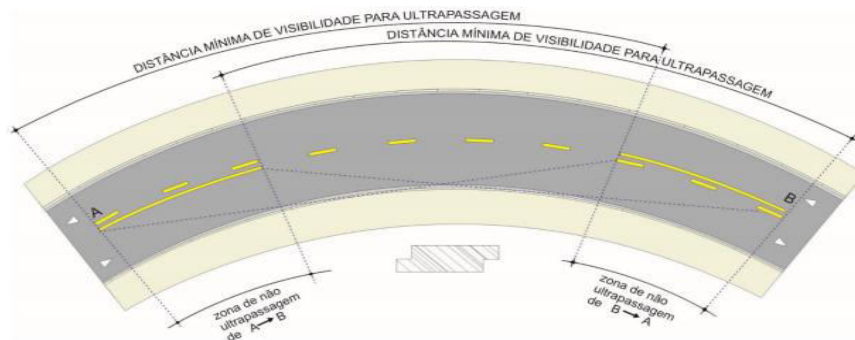 DISTÂNCIA MÍNIMA DE VISIBILIDADE PARA ULTRAPASSAGEM
DISTÂNCIA MÍNIMA DE VISIBILIDADE PARA ULTRAPASSAGEM
A
B
zona de não
ultrapassagem
de A→B
zona de não
ultrapassagem
de B→A